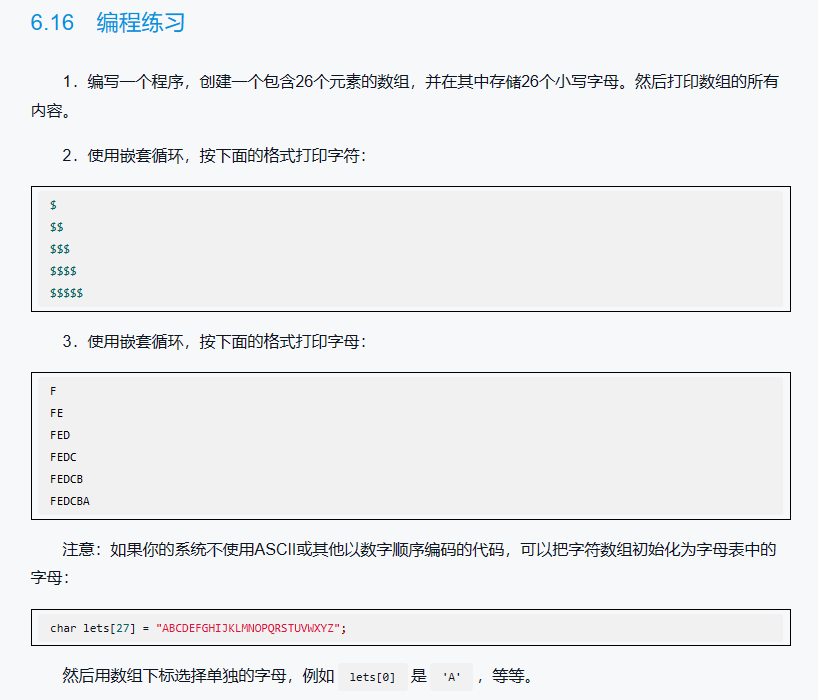 6.16 编程练习
1．编写一个程序，创建一个包含26个元素的数组，并在其中存储26个小写字母。然后打印数组的所有
内容。
2．使用嵌套循环，按下面的格式打印字符：
$
$$
$$$
$$$$
$$$$$
3．使用嵌套循环，按下面的格式打印字母：
F
FE
FED
FEDC
FEDCB
FEDCBA
注意：如果你的系统不使用ASCII或其他以数字顺序编码的代码，可以把字符数组初始化为字母表中的
字母：
char lets[27] = "ABCDEFGHIJKLMNOPQRSTUVWXYZ";
然后用数组下标选择单独的字母，例如 lets[0] 是 'A' ，等等。